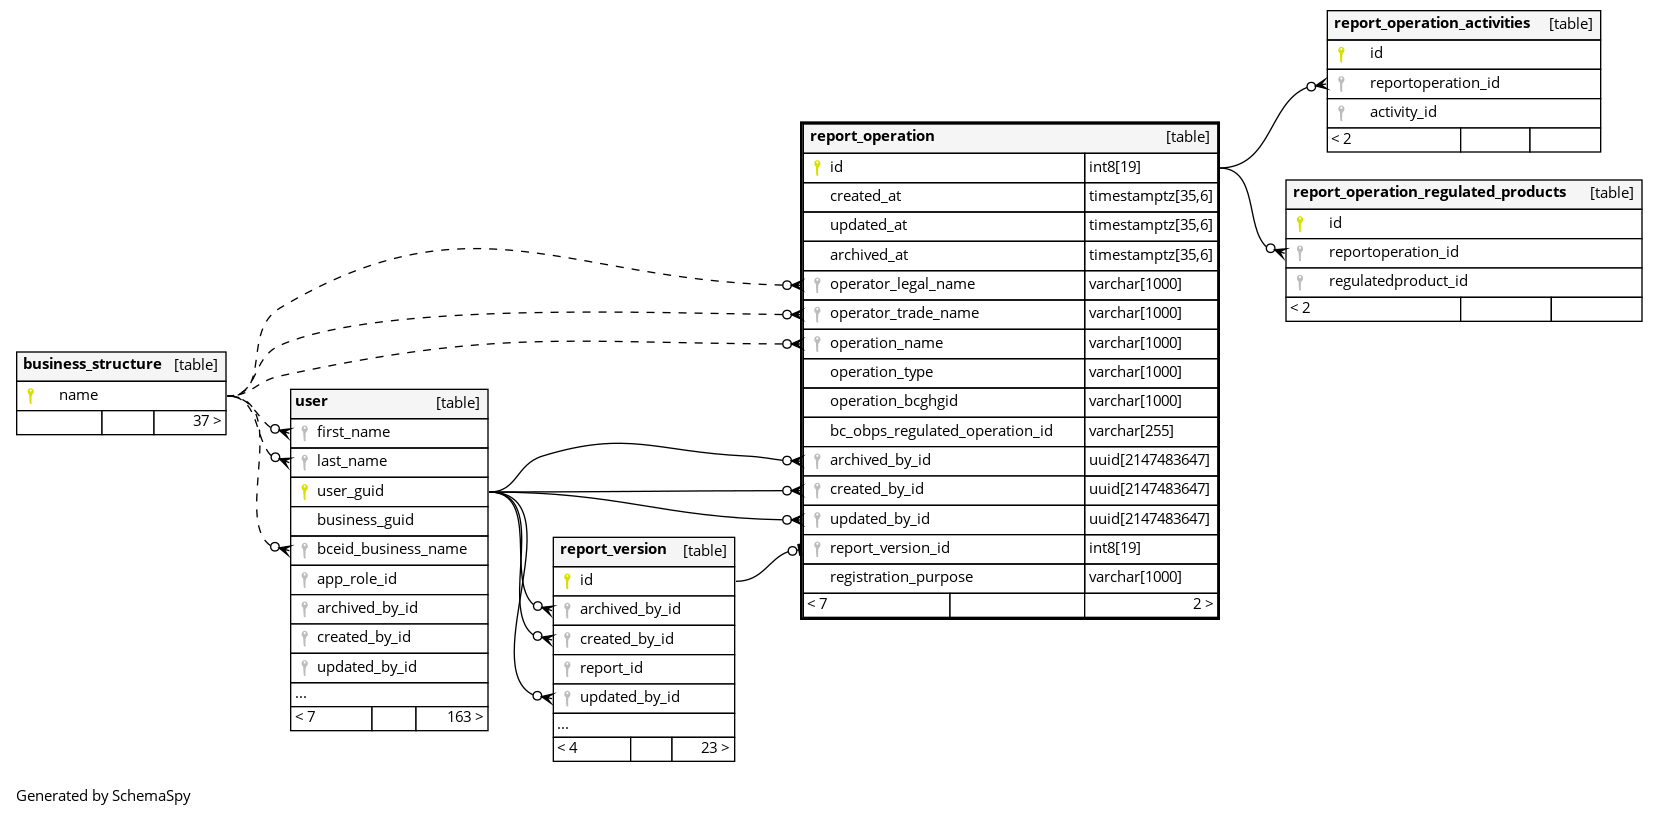 report_operation_activities [table]
id
reportoperation_id
activity_id
< 2
report_operation [table]
id int8[19]
created_at timestamptz[35,6]
updated_at timestamptz[35,6]
archived_at timestamptz[35,6]
operator_legal_name varchar[1000]
operator_trade_name varchar[1000]
operation_name varchar[1000]
operation_type varchar[1000]
operation_bcghgid varchar[1000]
bc_obps_regulated_operation_id varchar[255]
archived_by_id uuid[2147483647]
created_by_id uuid[2147483647]
updated_by_id uuid[2147483647]
report_version_id int8[19]
registration_purpose varchar[1000]
< 7 2 >
report_operation_regulated_products [table]
id
reportoperation_id
regulatedproduct_id
< 2
business_structure [table]
name
37 >
user [table]
first_name
last_name
user_guid
business_guid
bceid_business_name
app_role_id
archived_by_id
created_by_id
updated_by_id
...
< 7 163 >
report_version [table]
id
archived_by_id
created_by_id
report_id
updated_by_id
...
< 4 23 >
Generated by SchemaSpy